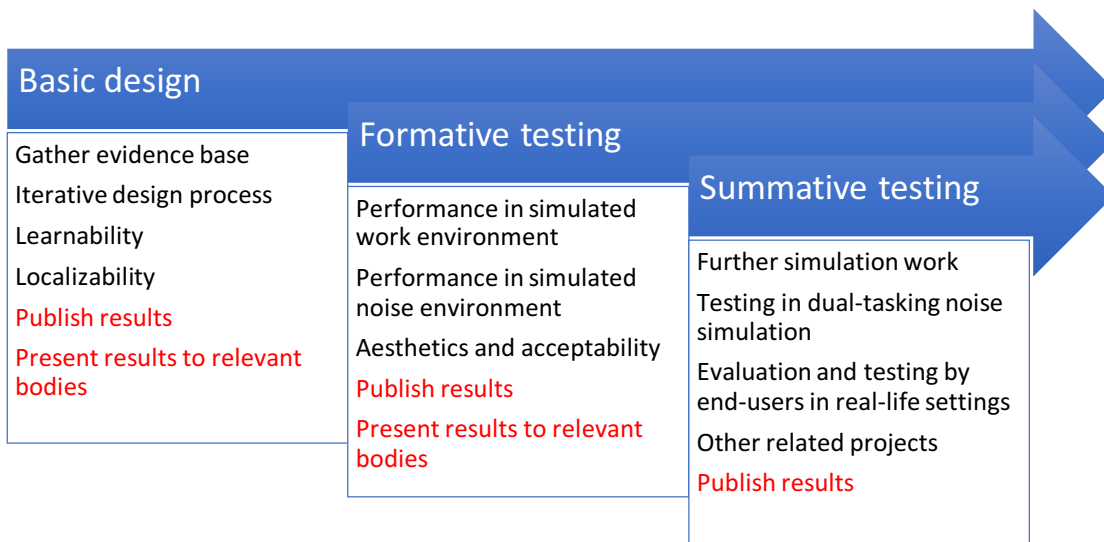 Basic design
Gather evidence base
Iterative design process
Learnability
Localizability
Publish results
Present results to relevant
bodies
Formative testing
Performance in simulated
work environment
Performance in simulated
noise environment
Aesthetics and acceptability
Publish results
Present results to relevant
bodies
Summative testing
Further simulation work
Testing in dual-tasking noise
simulation
Evaluation and testing by
end-users in real-life settings
Other related projects
Publish results